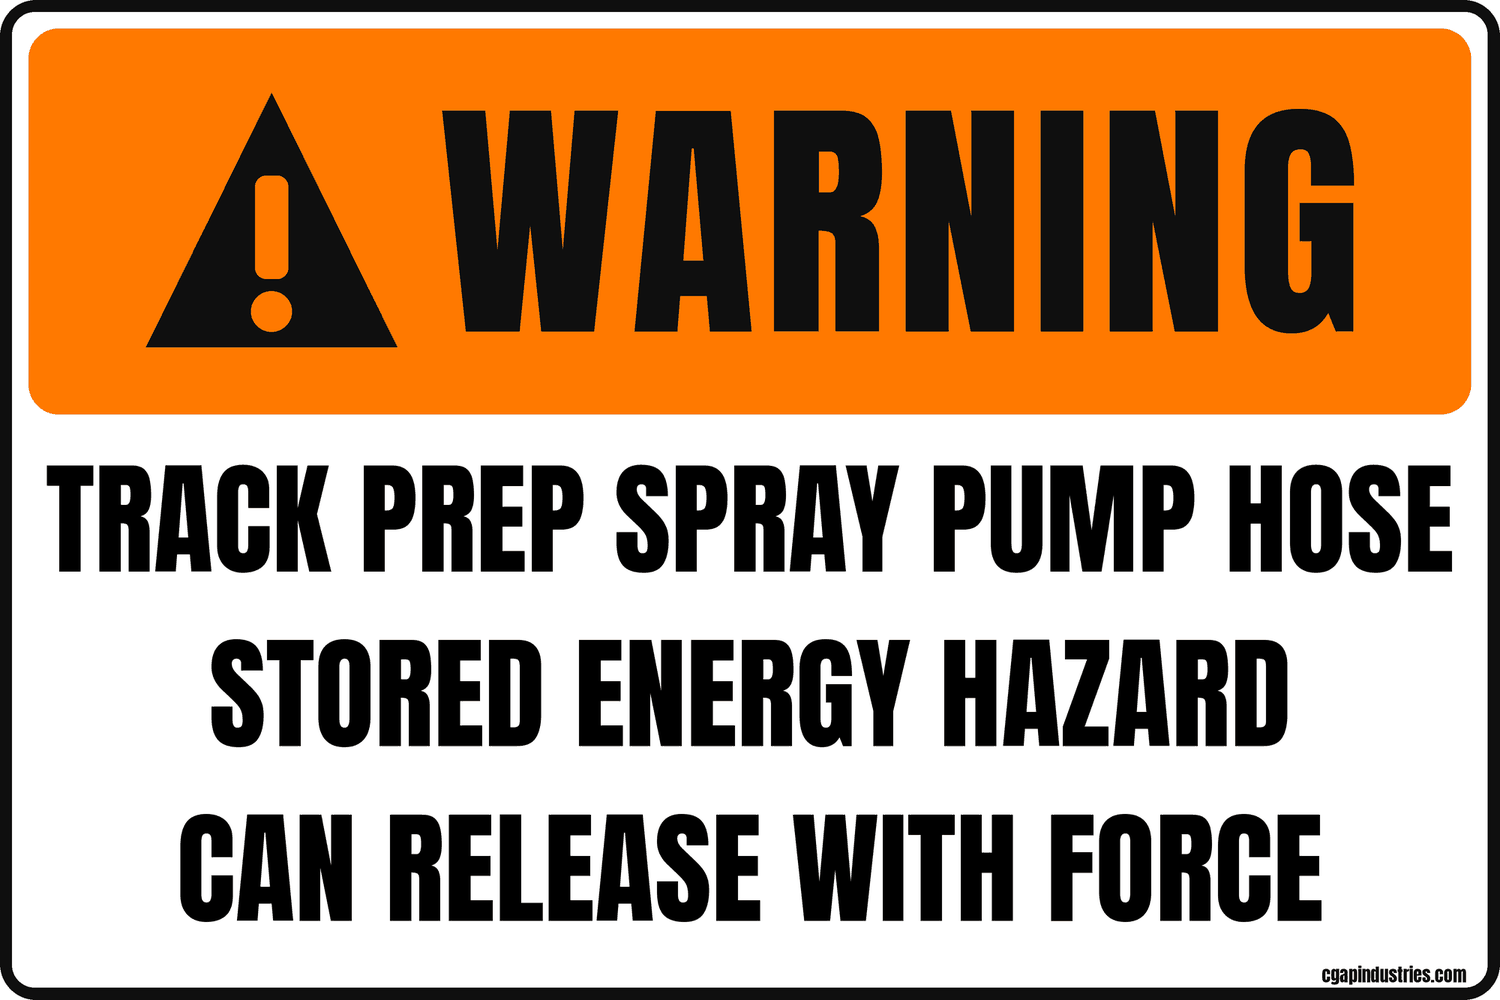 WARNING
TRACK PREP SPRAY PUMP HOSE
STORED ENERGY HAZARD
CAN RELEASE WITH FORCE
cgapindustries.com